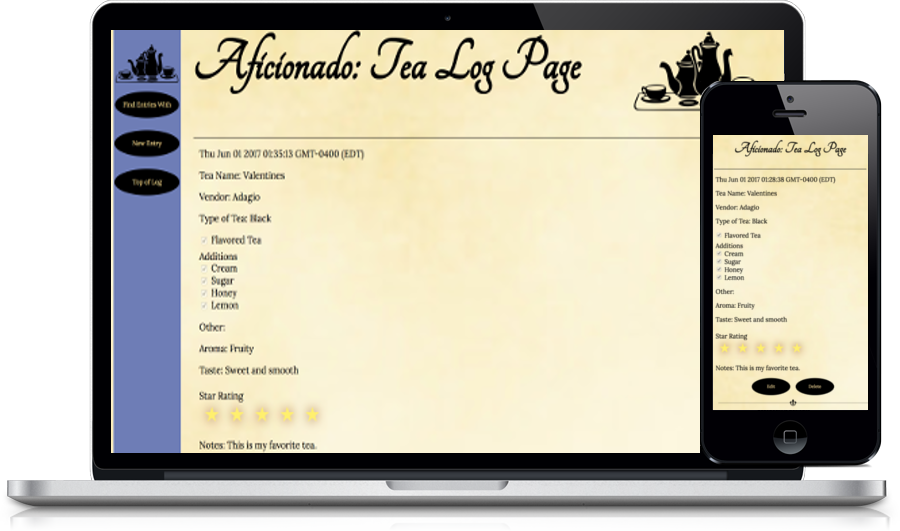 Aficionado: Tea Log Page
Find Entries With
New Entry
Top of Log
Thu Jun 01 2017 01:35:13 GMT-0400 (EDT)
Tea Name: Valentines
Vendor: Adagio
Type of Tea: Black
Flavored Tea
Additions
Cream
Sugar
Honey
Lemon
Other:
Aroma: Fruity
Taste: Sweet and smooth
Star Rating
Notes: This is my favorite tea.
Aficionado: Tea Log Page
Thu Jun 01 2017 01:28:38 GMT-0400 (EDT)
Tea Name: Valentines
Vendor: Adagio
Type of Tea: Black
Flavored Tea
Additions
Cream
Sugar
Honey
Lemon
Other:
Aroma: Fruity
Taste: Sweet and smooth
Star Rating
Notes: This is my favorite tea.
Edit Delete